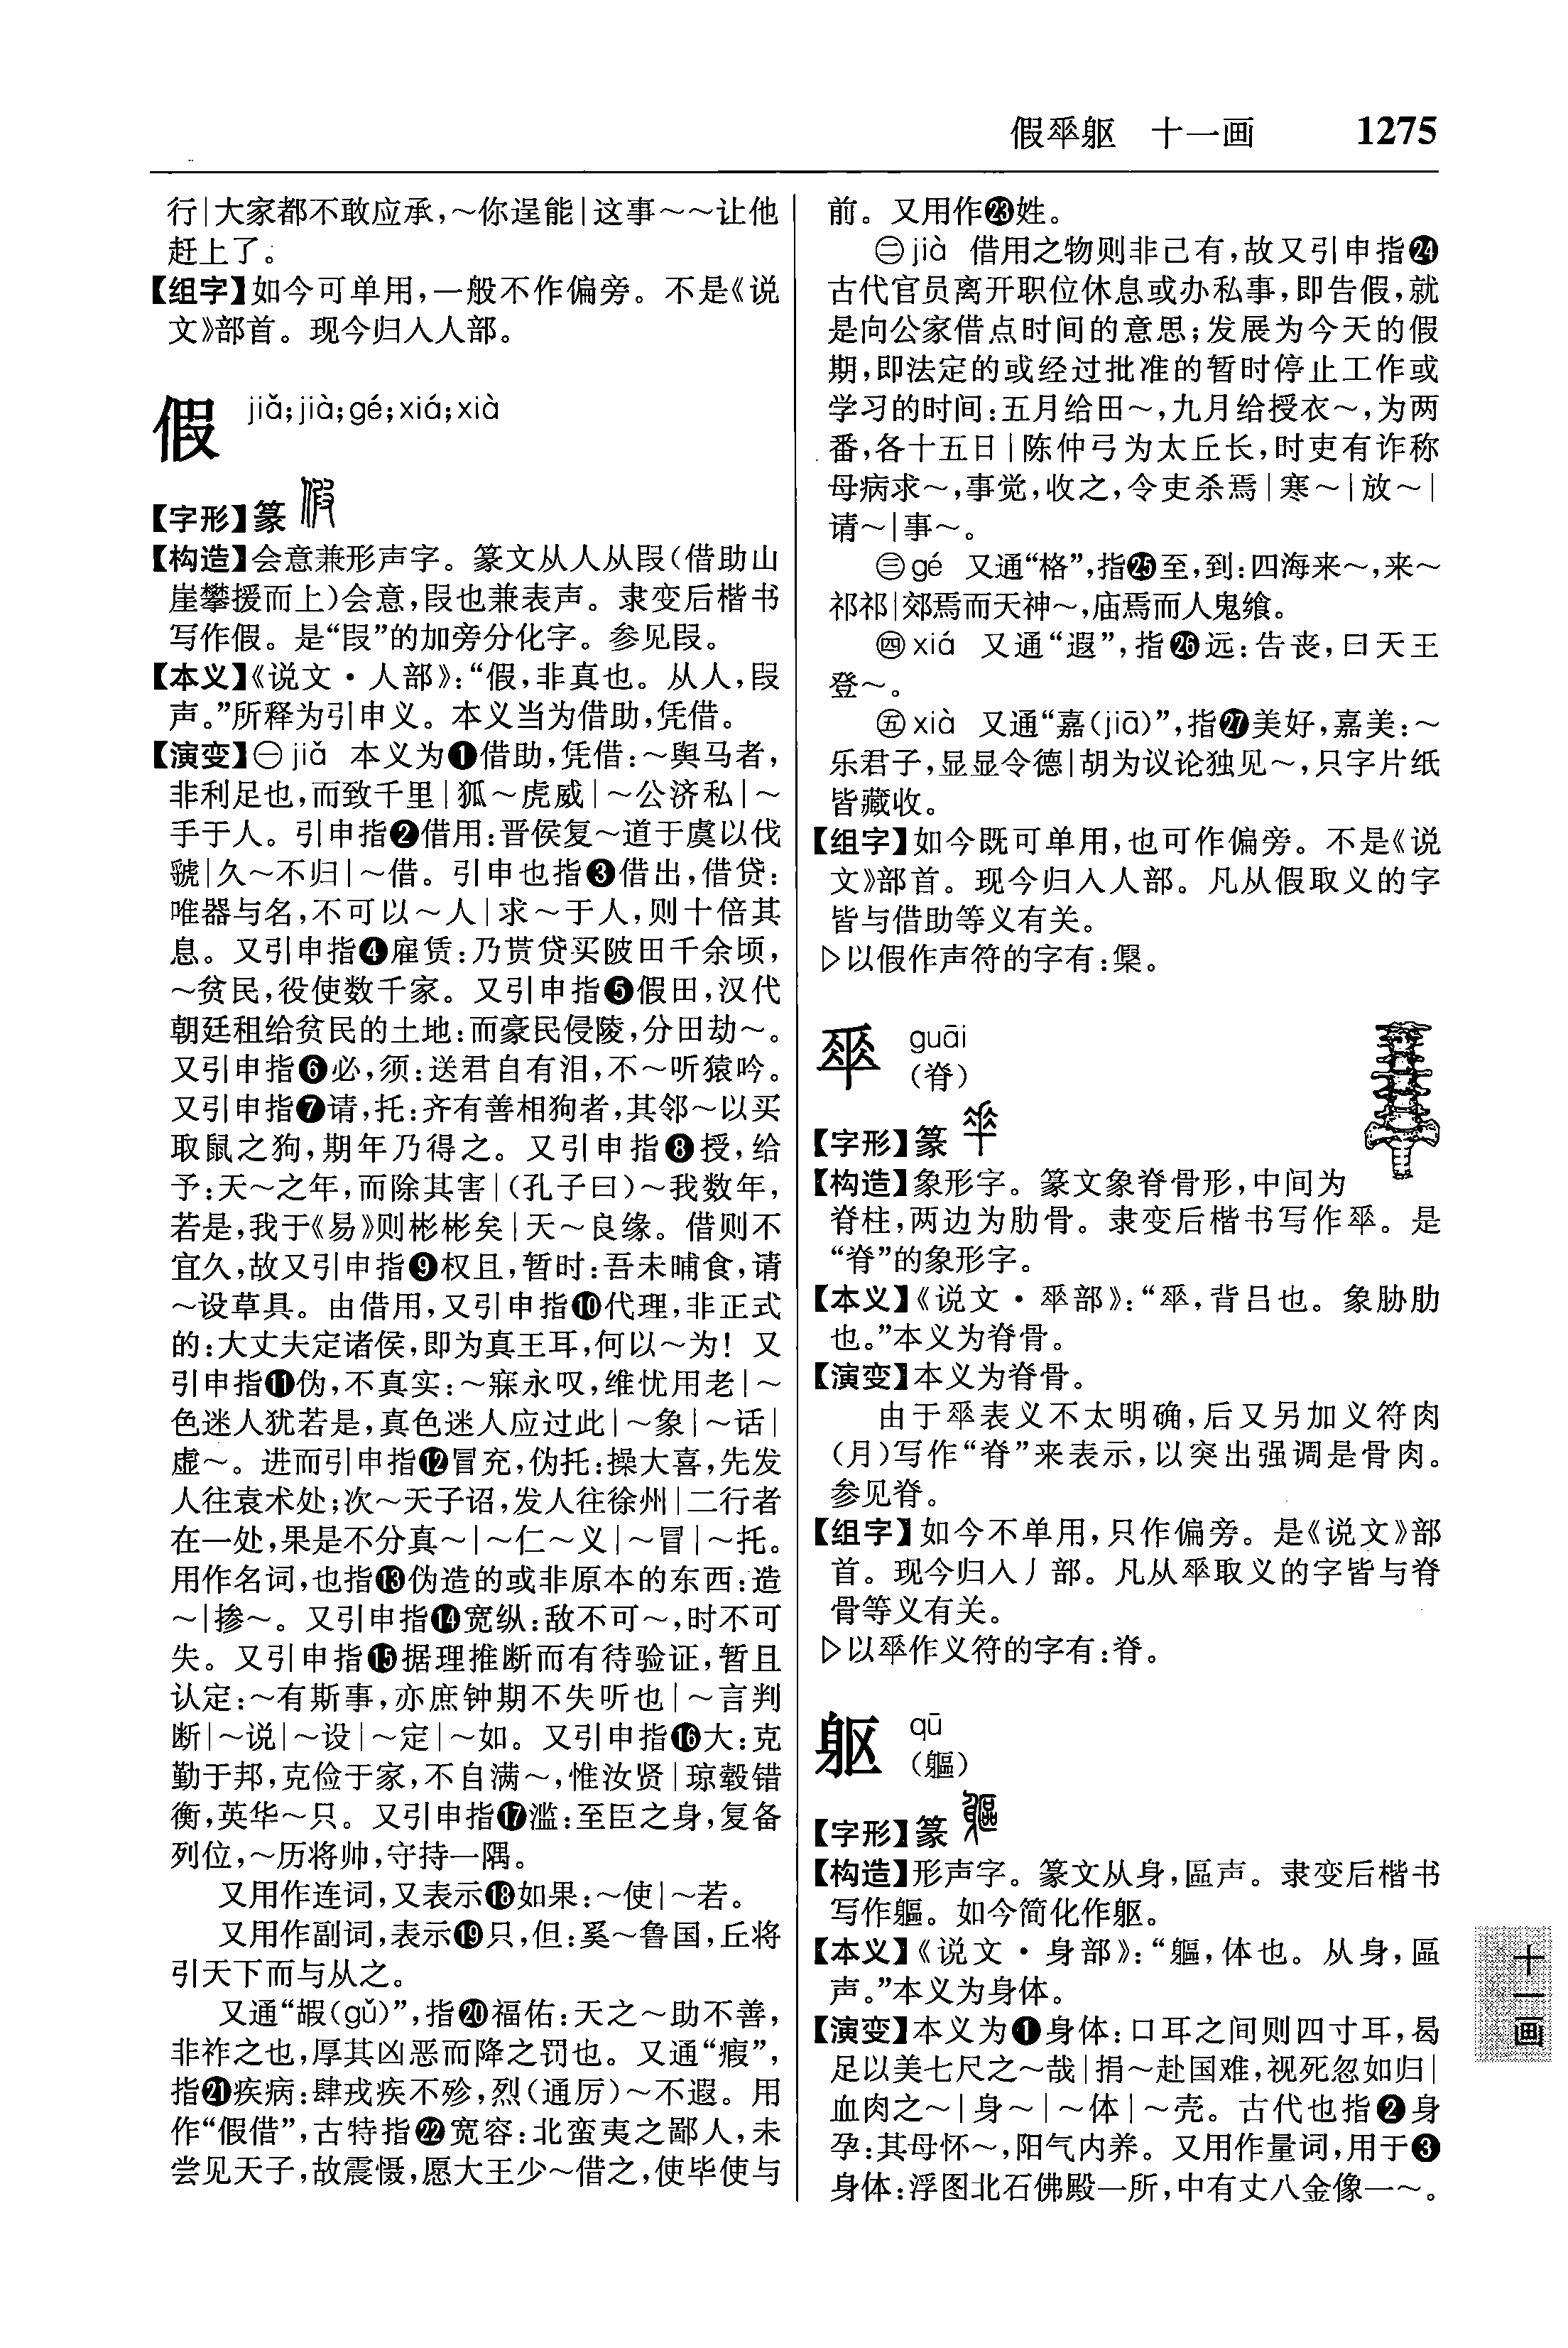 假𠦬躯　十一画　1275
行|大家都不敢应承,～你逞能|这事～～让他
赶上了。
【组字】如今可单用,一般不作偏旁。不是《说
文》部首。现今归入人部。
假 jiǎ;jià;gé;xiá;xià
【字形】篆
【构造】会意兼形声字。篆文从人从叚(借助山
崖攀援而上)会意,叚也兼表声。隶变后楷书
写作假。是“叚”的加旁分化字。参见叚。
【本义】《说文·人部》:“假,非真也。从人,叚
声。”所释为引申义。本义当为借助,凭借。
【演变】㊀jiǎ 本义为❶借助,凭借:～舆马者,
非利足也,而致千里|狐～虎威|～公济私|～
手于人。引申指❷借用:晋侯复～道于虞以伐
虢|久～不归|～借。引申也指❸借出,借贷:
唯器与名,不可以～人|求～于人,则十倍其
息。又引申指❹雇赁:乃贳贷买陂田千余顷,
～贫民,役使数千家。又引申指❺假田,汉代
朝廷租给贫民的土地:而豪民侵陵,分田劫～。
又引申指❻必,须:送君自有泪,不～听猿吟。
又引申指❼请,托:齐有善相狗者,其邻～以买
取鼠之狗,期年乃得之。又引申指❽授,给
予:天～之年,而除其害|(孔子曰)～我数年,
若是,我于《易》则彬彬矣|天～良缘。借则不
宜久,故又引申指❾权且,暂时:吾未晡食,请
～设草具。由借用,又引申指❿代理,非正式
的:大丈夫定诸侯,即为真王耳,何以～为! 又
引申指⓫伪,不真实:～寐永叹,维忧用老|～
色迷人犹若是,真色迷人应过此|～象|～话|
虚～。进而引申指⓬冒充,伪托:操大喜,先发
人往袁术处;次～天子诏,发人往徐州|二行者
在一处,果是不分真～|～仁～义|～冒|～托。
用作名词,也指⓭伪造的或非原本的东西:造
～|掺～。又引申指⓮宽纵:敌不可～,时不可
失。又引申指⓯据理推断而有待验证,暂且
认定:～有斯事,亦庶钟期不失听也|～言判
断|～说|～设|～定|～如。又引申指⓰大:克
勤于邦,克俭于家,不自满～,惟汝贤|琼毂错
衡,英华～只。又引申指⓱滥:至臣之身,复备
列位,～历将帅,守持一隅。
又用作连词,又表示⓲如果:～使|～若。
又用作副词,表示⓳只,但:奚～鲁国,丘将
引天下而与从之。
又通“嘏(gǔ)”,指⓴福佑:天之～助不善,
非祚之也,厚其凶恶而降之罚也。又通“瘕”,
指㉑疾病:肆戎疾不殄,烈(通厉)～不遐。用
作“假借”,古特指㉒宽容:北蛮夷之鄙人,未
尝见天子,故震慑,愿大王少～借之,使毕使与
前。又用作㉓姓。
㊁jià 借用之物则非己有,故又引申指㉔
古代官员离开职位休息或办私事,即告假,就
是向公家借点时间的意思;发展为今天的假
期,即法定的或经过批准的暂时停止工作或
学习的时间:五月给田～,九月给授衣～,为两
番,各十五日|陈仲弓为太丘长,时吏有诈称
母病求～,事觉,收之,令吏杀焉|寒～|放～|
请～|事～。
㊂gé 又通“格”,指㉕至,到:四海来～,来～
祁祁|郊焉而天神～,庙焉而人鬼飨。
㊃xiá 又通“遐”,指㉖远:告丧,曰天王
登～。
㊄xià 又通“嘉(jiā)”,指㉗美好,嘉美:～
乐君子,显显令德|胡为议论独见～,只字片纸
皆藏收。
【组字】如今既可单用,也可作偏旁。不是《说
文》部首。现今归入人部。凡从假取义的字
皆与借助等义有关。
▷以假作声符的字有:㯯。
𠦬 guāi
(脊)
【字形】篆
【构造】象形字。篆文象脊骨形,中间为
脊柱,两边为肋骨。隶变后楷书写作𠦬。是
“脊”的象形字。
【本义】《说文·𠦬部》:“𠦬,背吕也。象胁肋
也。”本义为脊骨。
【演变】本义为脊骨。
由于𠦬表义不太明确,后又另加义符肉
(月)写作“脊”来表示,以突出强调是骨肉。
参见脊。
【组字】如今不单用,只作偏旁。是《说文》部
首。现今归入丿部。凡从𠦬取义的字皆与脊
骨等义有关。
▷以𠦬作义符的字有:脊。
躯 qū
(軀)
【字形】篆
【构造】形声字。篆文从身,區声。隶变后楷书
写作軀。如今简化作躯。
【本义】《说文·身部》:“軀,体也。从身,區
声。”本义为身体。
【演变】本义为❶身体:口耳之间则四寸耳,曷
足以美七尺之～哉|捐～赴国难,视死忽如归|
血肉之～|身～|～体|～壳。古代也指❷身
孕:其母怀～,阳气内养。又用作量词,用于❸
身体:浮图北石佛殿一所,中有丈八金像一～。
十一画